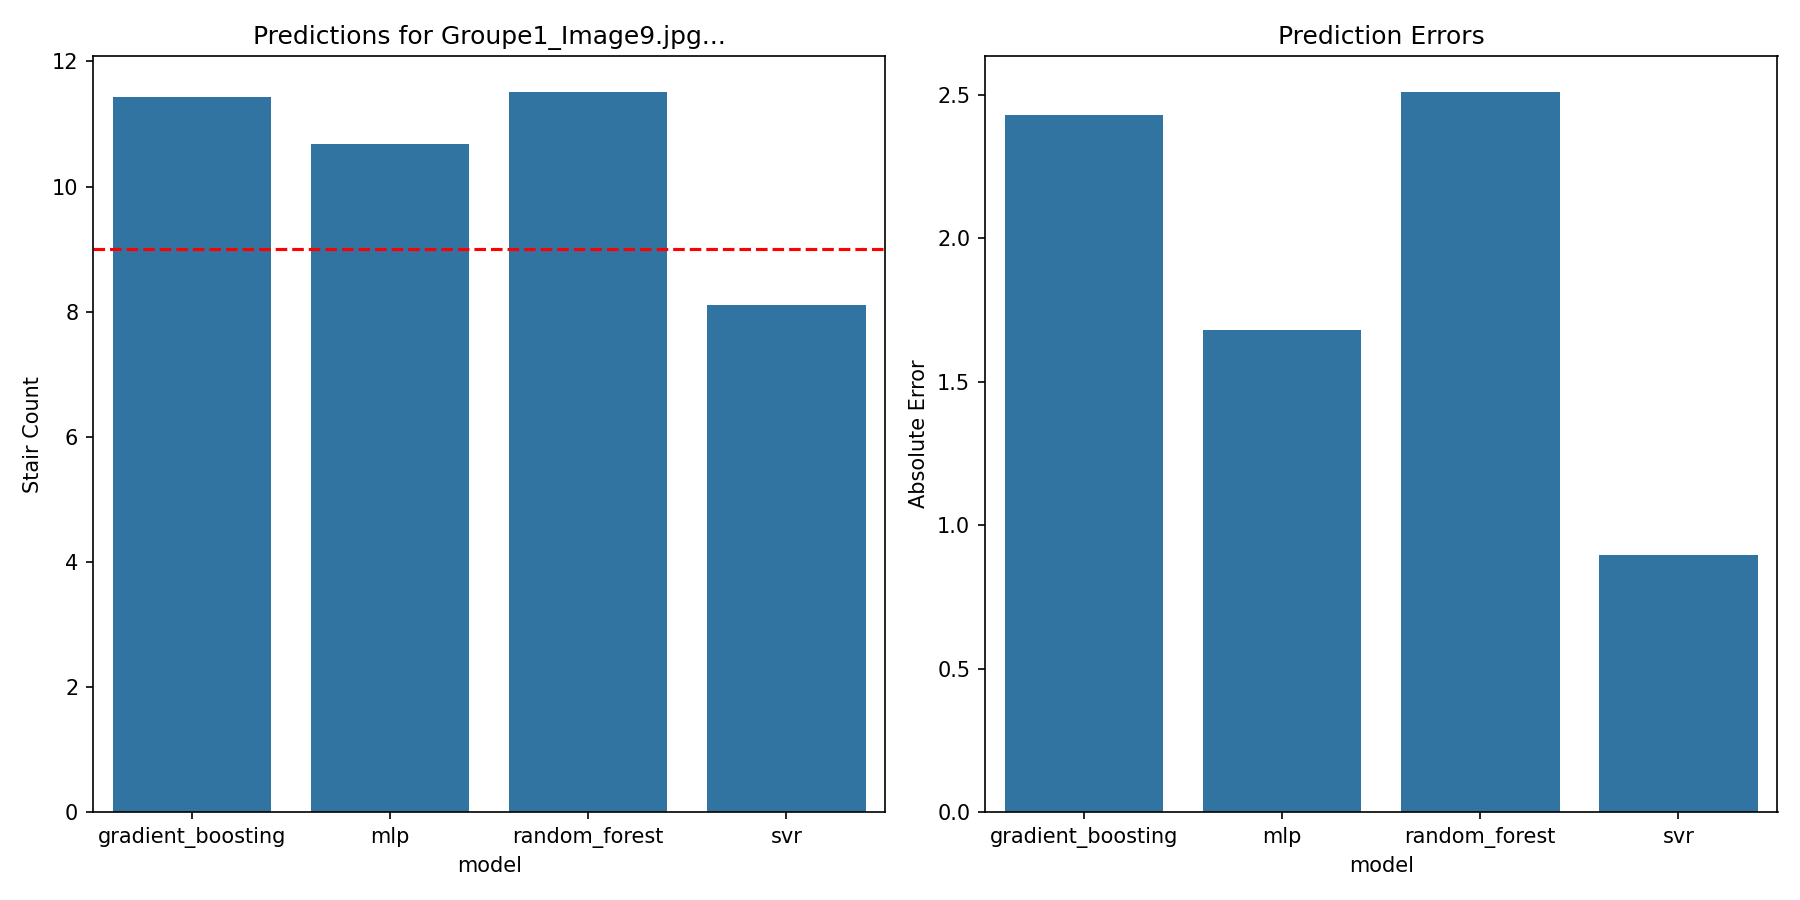 Predictions for Groupe1_Image9.jpg...
12
10
8
6
4
2
0
Stair Count
gradient_boosting mlp random_forest svr
model
Prediction Errors
2.5
2.0
1.5
1.0
0.5
0.0
Absolute Error
gradient_boosting mlp random_forest svr
model